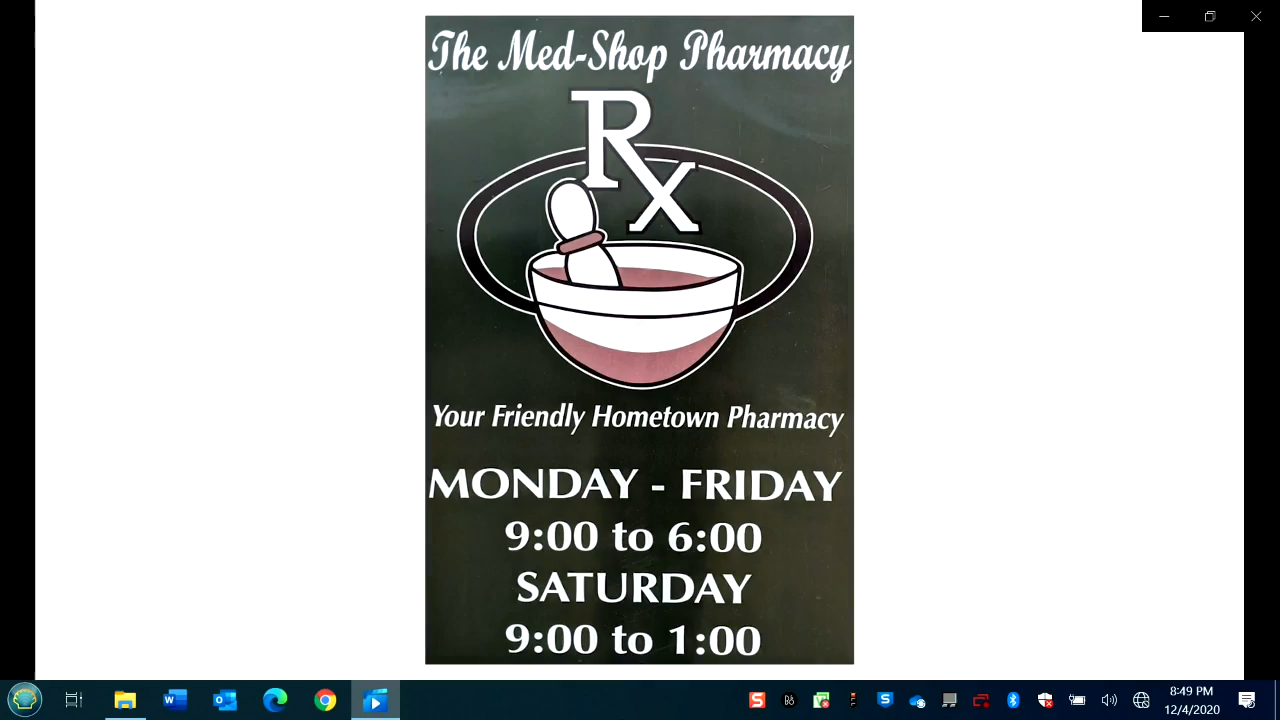 The Med-Shop Pharmacy
Rx
Your Friendly Hometown Pharmacy
MONDAY - FRIDAY
9:00 to 6:00
SATURDAY
9:00 to 1:00
8:49 PM
12/4/2020